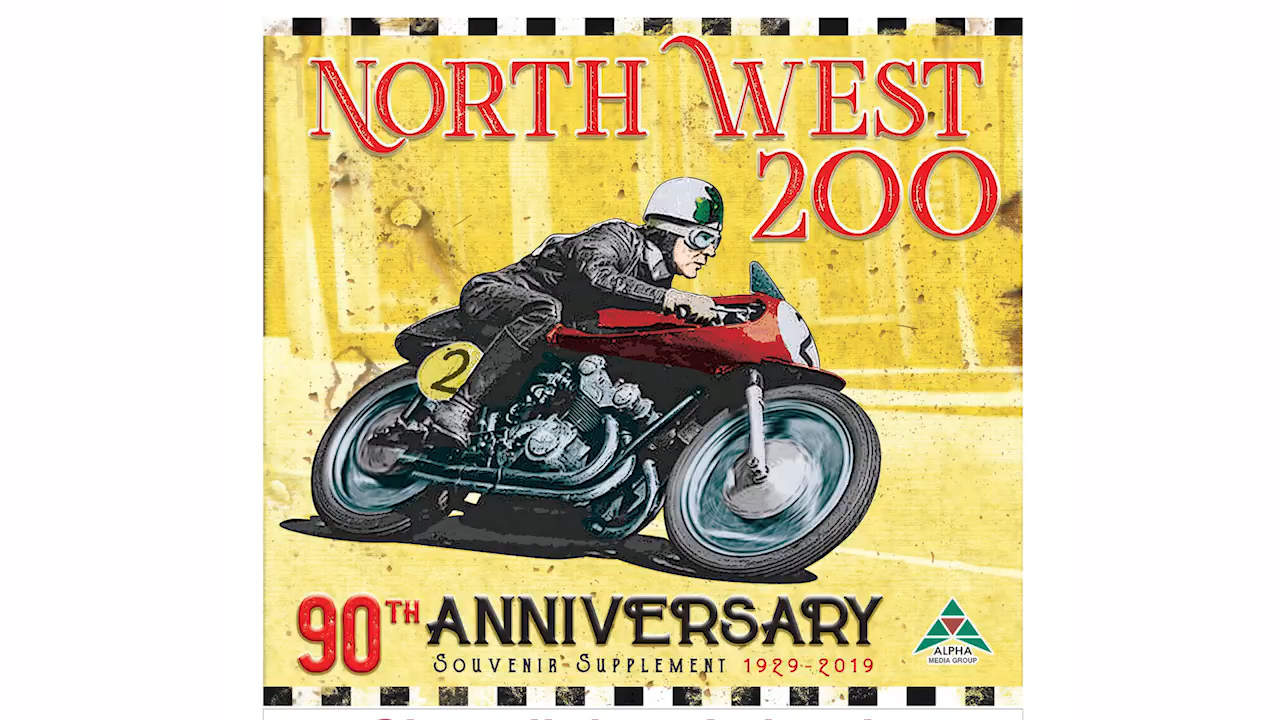 NORTH WEST
200
2
90TH ANNIVERSARY
SOUVENIR SUPPLEMENT 1929-2019
ALPHA
MEDIA GROUP